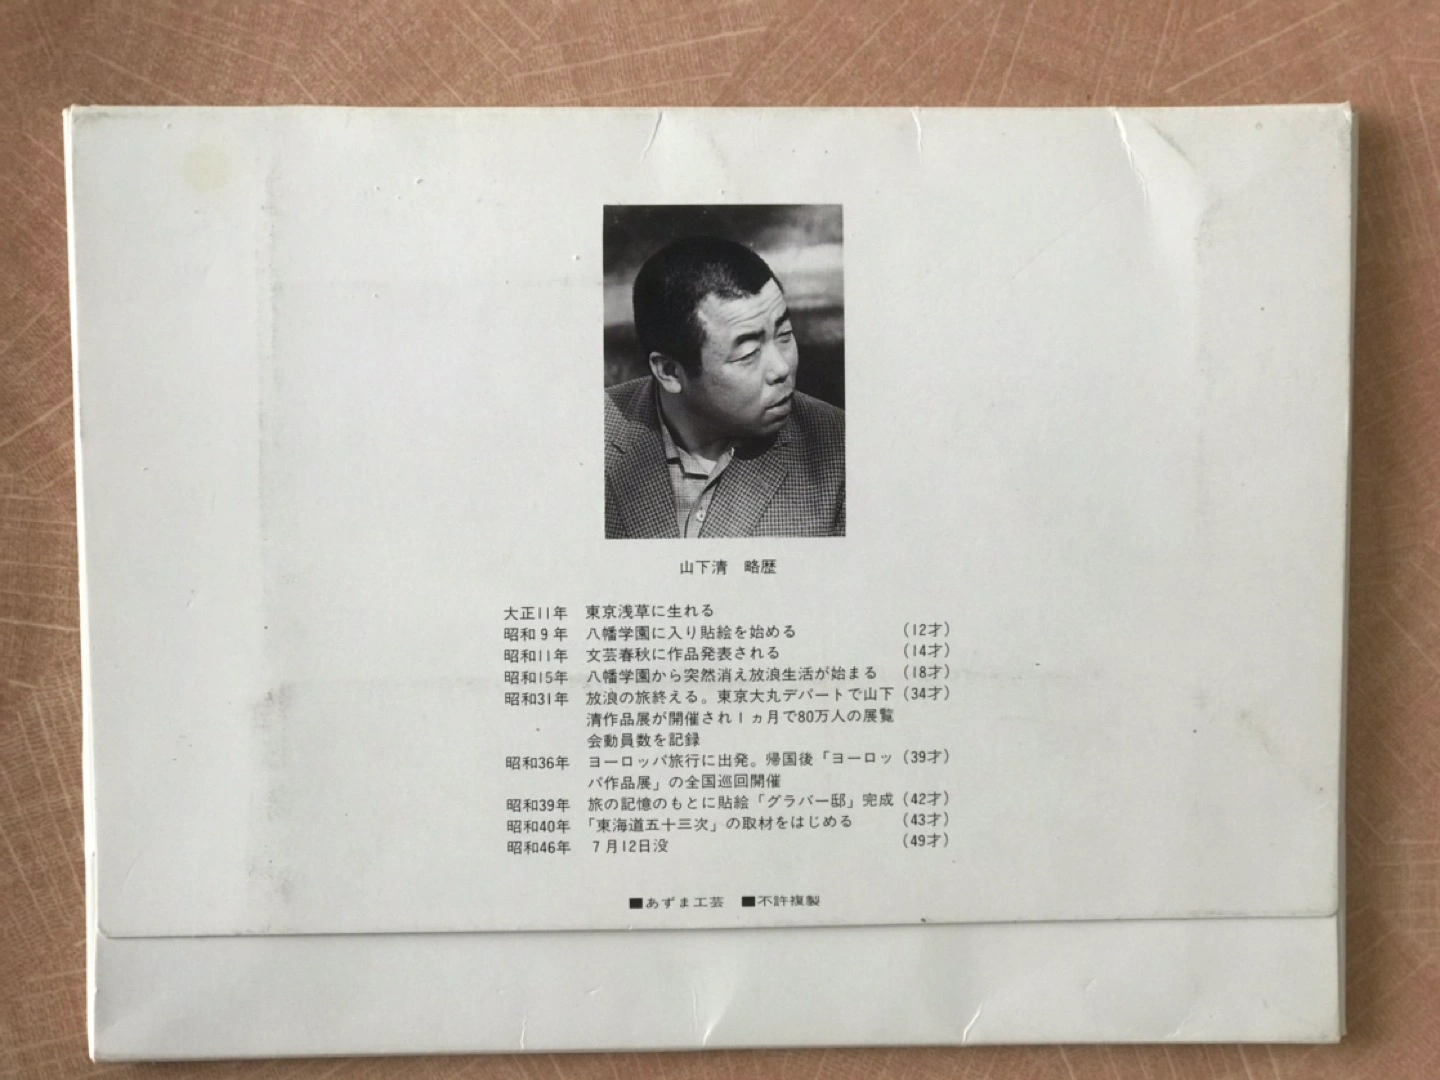 山下清　略歴
大正11年　東京浅草に生れる
昭和9年　八幡学園に入り貼絵を始める　(12才)
昭和11年　文芸春秋に作品発表される　(14才)
昭和15年　八幡学園から突然消え放浪生活が始まる　(18才)
昭和31年　放浪の旅終える。東京大丸デパートで山下　(34才)
清作品展が開催され1ヵ月で80万人の展覧
会動員数を記録
昭和36年　ヨーロッパ旅行に出発。帰国後「ヨーロッ　(39才)
パ作品展」の全国巡回開催
昭和39年　旅の記憶のもとに貼絵「グラバー邸」完成　(42才)
昭和40年　「東海道五十三次」の取材をはじめる　(43才)
昭和46年　7月12日没　(49才)
■あずま工芸　■不許複製